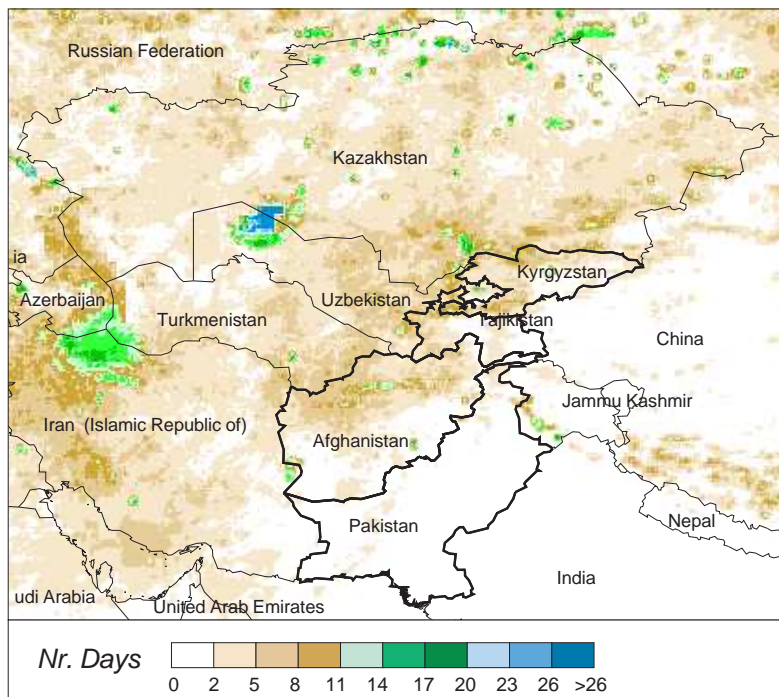 Russian Federation
Kazakhstan
ia
Kyrgyzstan
Azerbaijan
Uzbekistan
Turkmenistan
Tajikistan
China
Jammu Kashmir
Iran (Islamic Republic of)
Afghanistan
Pakistan
Nepal
India
udi Arabia
United Arab Emirates
Nr. Days
0 2 5 8 11 14 17 20 23 26 >26